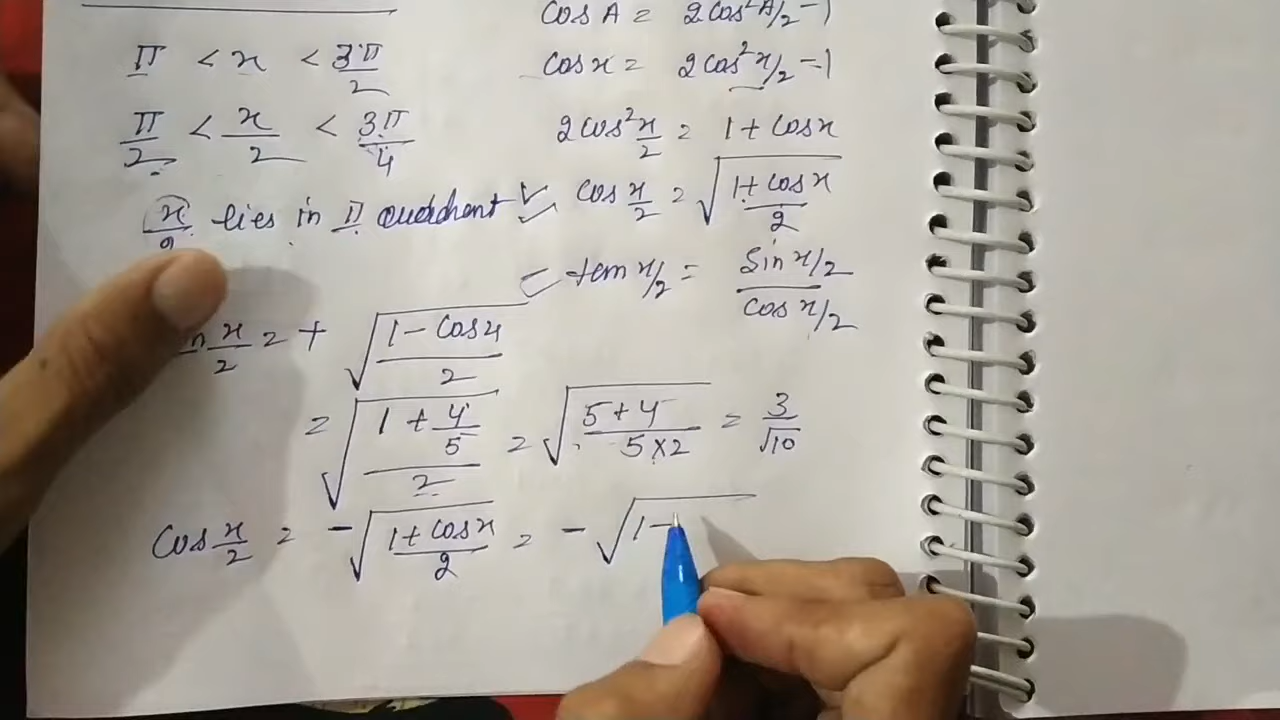 cos A = 2cos²A/2 - 1
π < x < 3π/2
cos x = 2cos²x/2 - 1
π/2 < x/2 < 3π/4
2cos²x/2 = 1 + cos x
x/2 lies in II quadrant
cos x/2 = √(1 + cos x)/2
tan x/2 = sin x/2 / cos x/2
x/2 = + √(1 - cos x)/2
= √(1 + 4/5)/2 = √(5 + 4)/(5 × 2) = 3/√10
cos x/2 = -√(1 + cos x)/2 = - √1 -